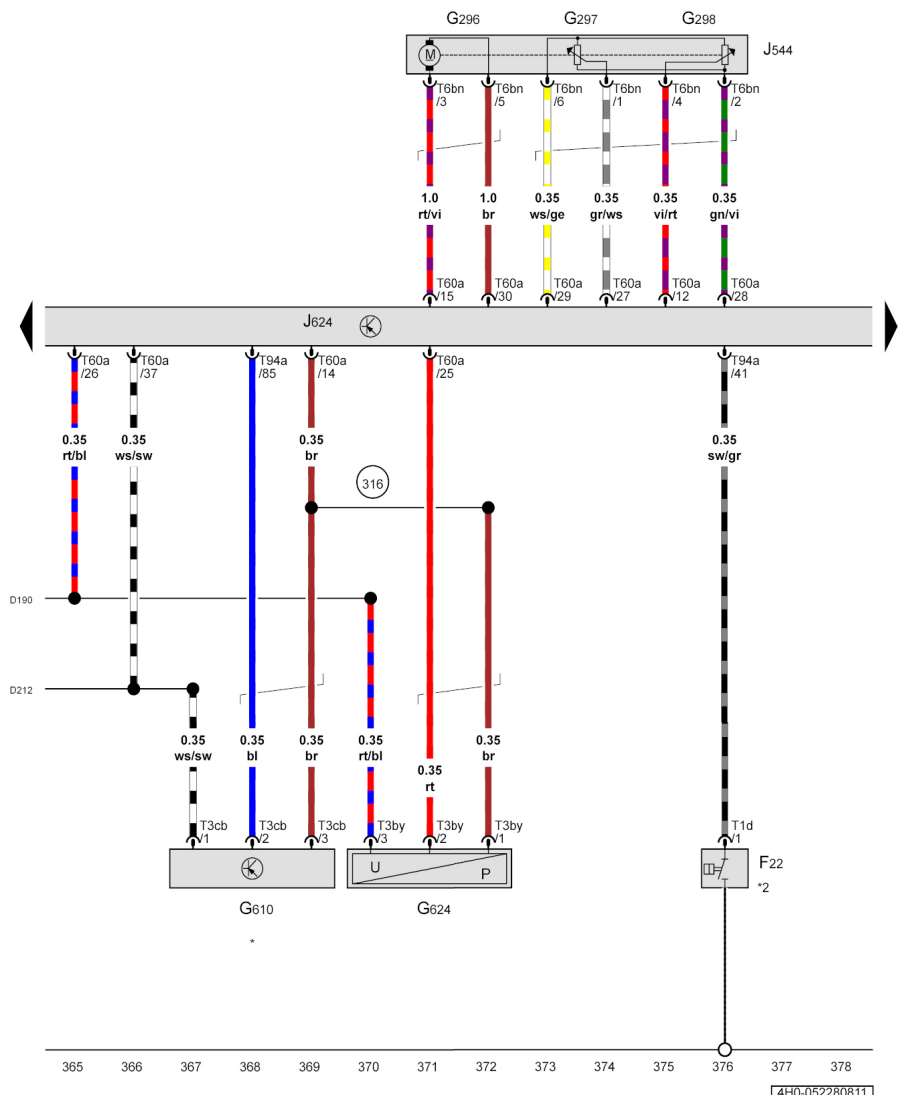 G296 G297 G298
J544
M
T6bn T6bn T6bn T6bn T6bn T6bn
/3 /5 /6 /1 /4 /2
1.0 1.0 0.35 0.35 0.35 0.35
rt/vi br ws/ge gr/ws vi/rt gn/vi
T60a T60a T60a T60a T60a T60a
/15 /30 /29 /27 /12 /28
J624
T60a T60a T94a T60a T60a T94a
/26 /37 /85 /14 /25 /41
0.35 0.35 0.35 0.35
rt/bl ws/sw br sw/gr
316
D190
D212
0.35 0.35 0.35 0.35 0.35
ws/sw bl br rt/bl br
0.35
rt
T3cb T3cb T3cb T3by T3by T3by T1d
/1 /2 /3 /3 /2 /1 /1
U P
F22
*2
G610 G624
*
365 366 367 368 369 370 371 372 373 374 375 376 377 378
4H0-052280811